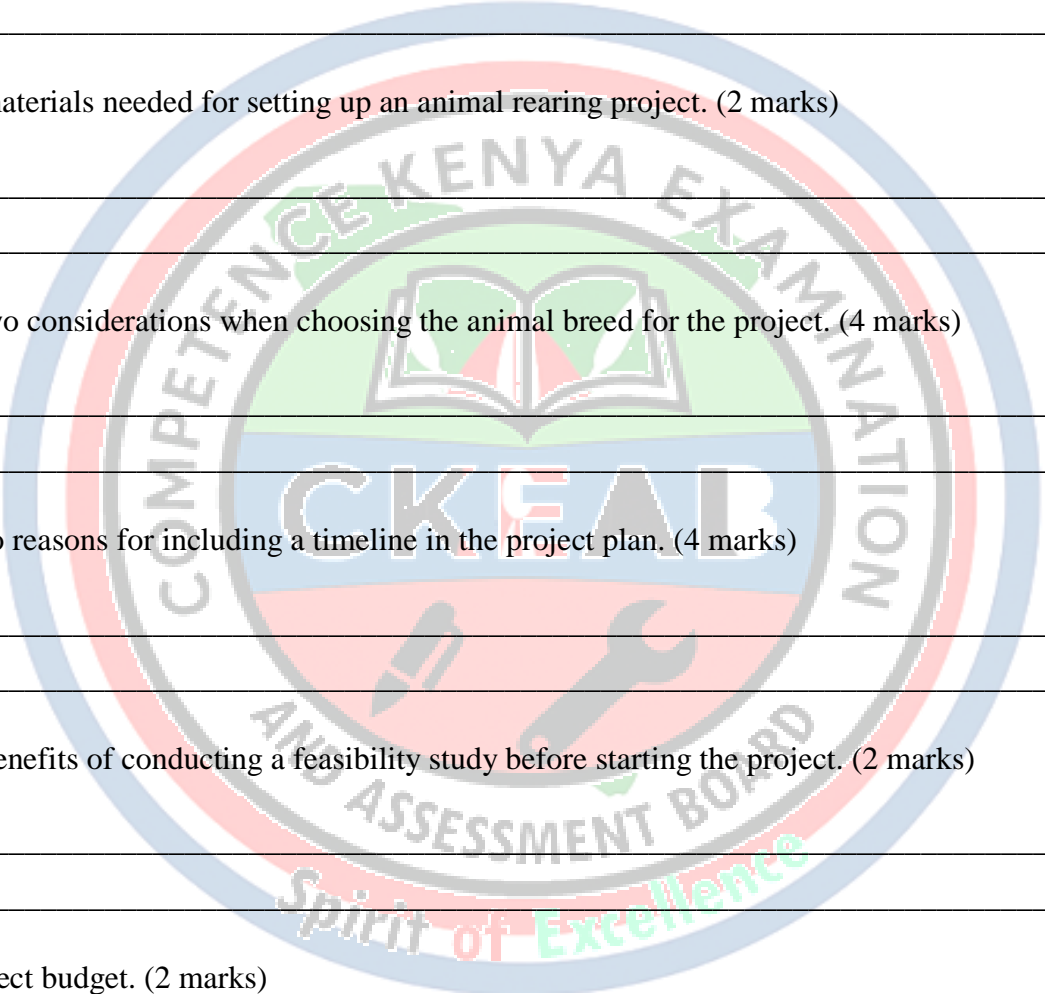 aterials needed for setting up an animal rearing project. (2 marks)
COMPETENCE KENYA EXAMINATION
o considerations when choosing the animal breed for the project. (4 marks)
CKEAB
reasons for including a timeline in the project plan. (4 marks)
enefits of conducting a feasibility study before starting the project. (2 marks)
AND ASSESSMENT BOARD
Spirit of Excellence
ect budget. (2 marks)